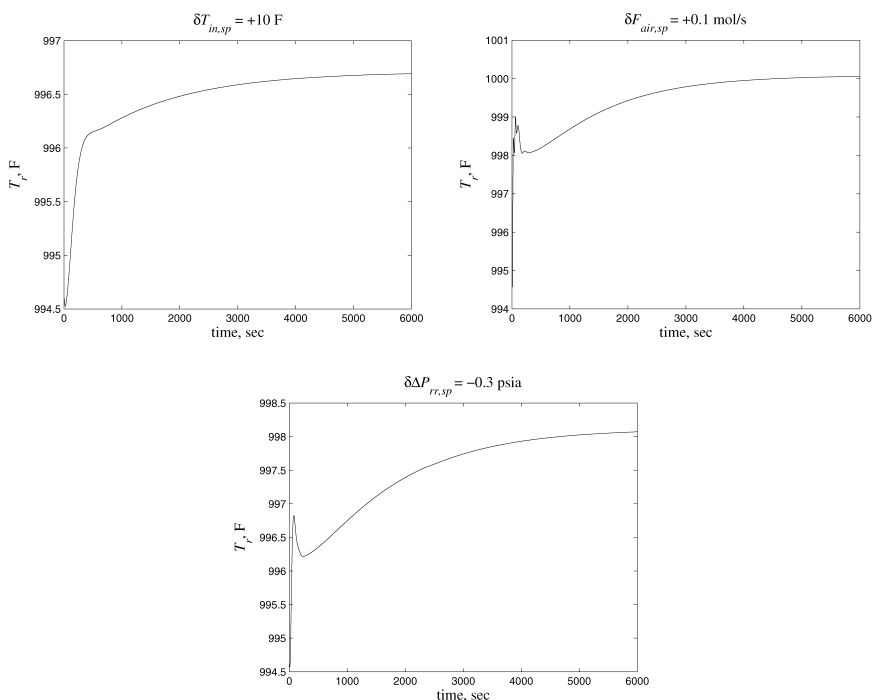 δT_in,sp = +10 F
997
996.5
996
995.5
995
994.5
T_r, F
0 1000 2000 3000 4000 5000 6000
time, sec
δF_air,sp = +0.1 mol/s
1001
1000
999
998
997
996
995
994
T_r, F
0 1000 2000 3000 4000 5000 6000
time, sec
δΔP_rr,sp = −0.3 psia
998.5
998
997.5
997
996.5
996
995.5
995
994.5
T_r, F
0 1000 2000 3000 4000 5000 6000
time, sec